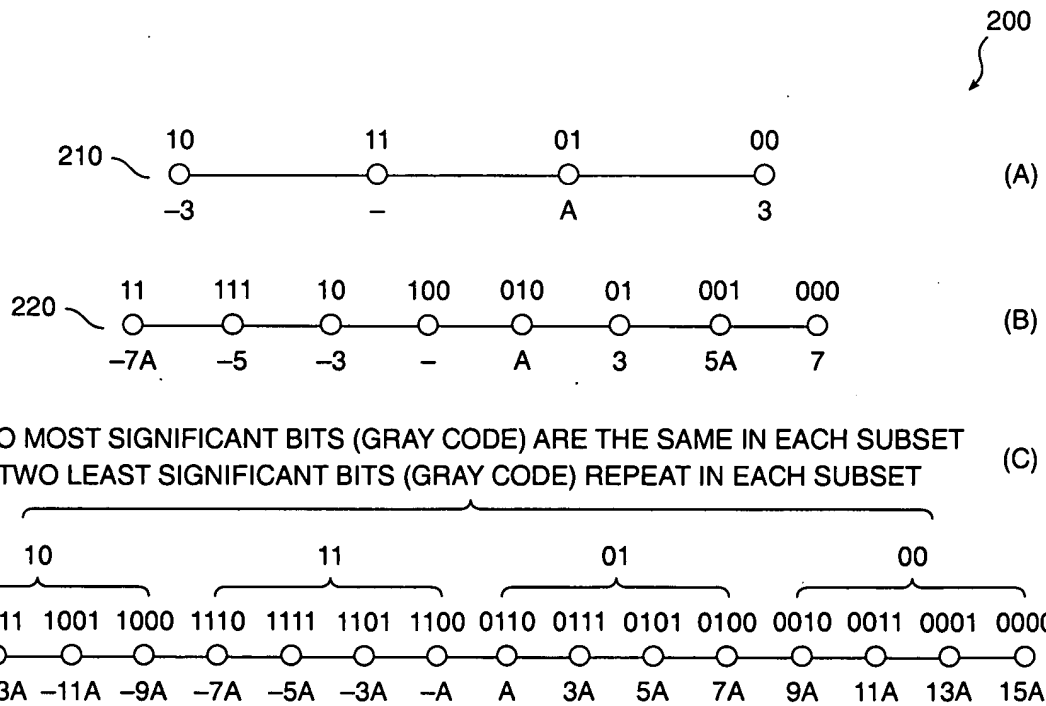 200
10 11 01 00
210 (A)
–3 – A 3
11 111 10 100 010 01 001 000
220 (B)
–7A –5 –3 – A 3 5A 7
O MOST SIGNIFICANT BITS (GRAY CODE) ARE THE SAME IN EACH SUBSET
(C)
TWO LEAST SIGNIFICANT BITS (GRAY CODE) REPEAT IN EACH SUBSET
10 11 01 00
11 1001 1000 1110 1111 1101 1100 0110 0111 0101 0100 0010 0011 0001 0000
3A –11A –9A –7A –5A –3A –A A 3A 5A 7A 9A 11A 13A 15A